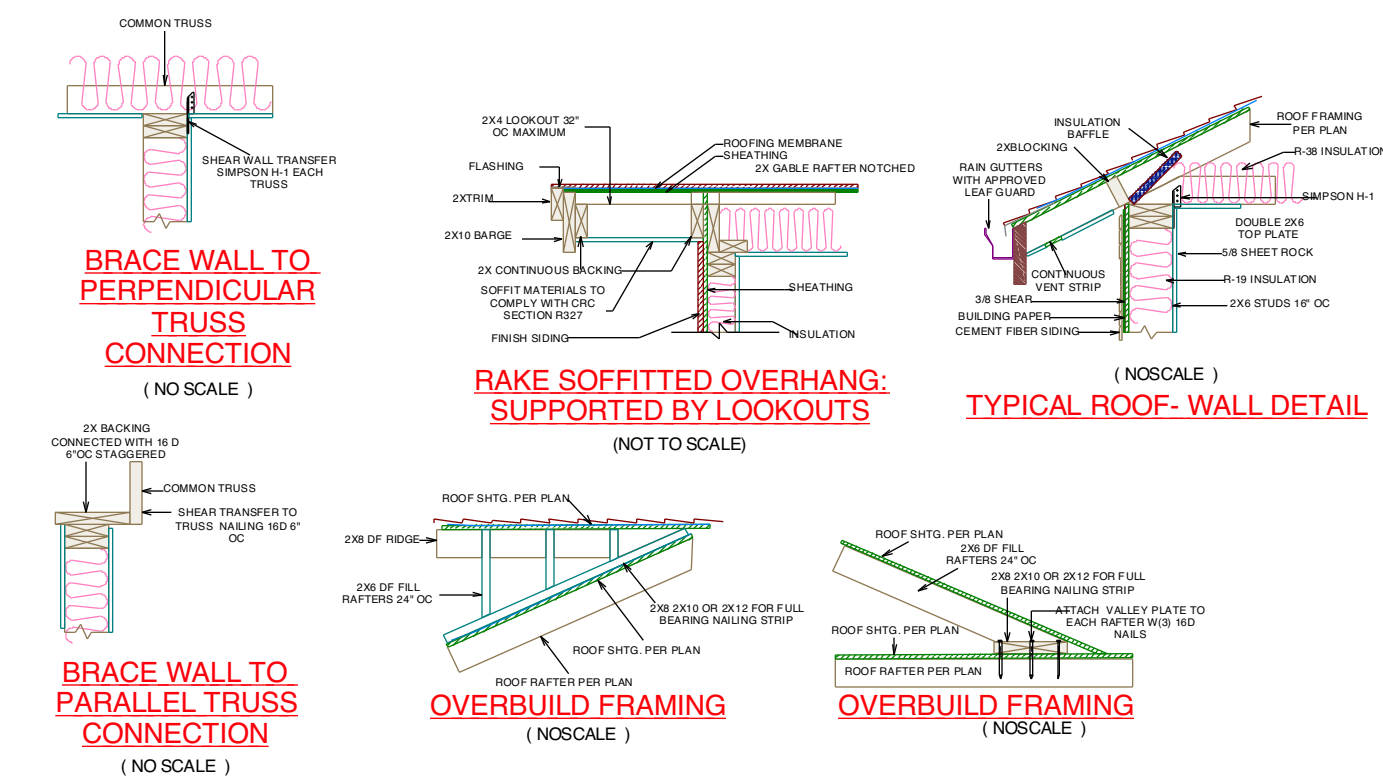 COMMON TRUSS
SHEAR WALL TRANSFER
SIMPSON H-1 EACH
TRUSS
BRACE WALL TO
PERPENDICULAR
TRUSS
CONNECTION
( NO SCALE )
2X4 LOOKOUT 32"
OC MAXIMUM
FLASHING
2XTRIM
2X10 BARGE
2X CONTINUOUS BACKING
SOFFIT MATERIALS TO
COMPLY WITH CRC
SECTION R327
FINISH SIDING
ROOFING MEMBRANE
SHEATHING
2X GABLE RAFTER NOTCHED
SHEATHING
INSULATION
RAKE SOFFITTED OVERHANG:
SUPPORTED BY LOOKOUTS
(NOT TO SCALE)
INSULATION
BAFFLE
2XBLOCKING
RAIN GUTTERS
WITH APPROVED
LEAF GUARD
ROOF FRAMING
PER PLAN
R-38 INSULATION
SIMPSON H-1
DOUBLE 2X6
TOP PLATE
5/8 SHEET ROCK
R-19 INSULATION
2X6 STUDS 16" OC
CONTINUOUS
VENT STRIP
3/8 SHEAR
BUILDING PAPER
CEMENT FIBER SIDING
( NOSCALE )
TYPICAL ROOF- WALL DETAIL
2X BACKING
CONNECTED WITH 16 D
6"OC STAGGERED
COMMON TRUSS
SHEAR TRANSFER TO
TRUSS NAILING 16D 6"
OC
BRACE WALL TO
PARALLEL TRUSS
CONNECTION
( NO SCALE )
ROOF SHTG. PER PLAN
2X8 DF RIDGE
2X6 DF FILL
RAFTERS 24" OC
2X8 2X10 OR 2X12 FOR FULL
BEARING NAILING STRIP
ROOF SHTG. PER PLAN
ROOF RAFTER PER PLAN
OVERBUILD FRAMING
( NOSCALE )
ROOF SHTG. PER PLAN
2X6 DF FILL
RAFTERS 24" OC
2X8 2X10 OR 2X12 FOR FULL
BEARING NAILING STRIP
ATTACH VALLEY PLATE TO
EACH RAFTER W(3) 16D
NAILS
ROOF SHTG. PER PLAN
ROOF RAFTER PER PLAN
OVERBUILD FRAMING
( NOSCALE )